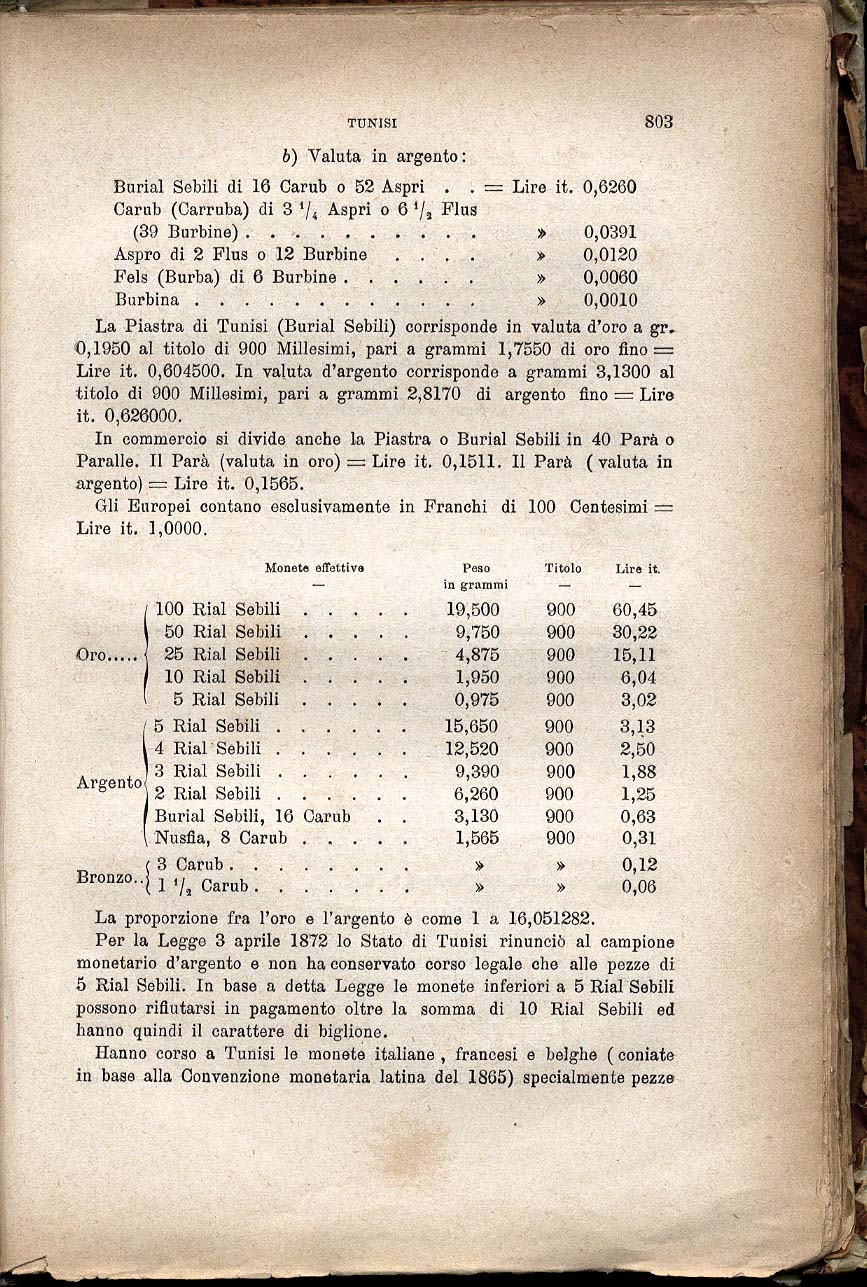 TUNISI 803
b) Valuta in argento:
Burial Sebili di 16 Carub o 52 Aspri . . = Lire it. 0,6260
Carub (Carruba) di 3 1/4 Aspri o 6 1/2 Flus
(39 Burbine) . . . . . . . . . . » 0,0391
Aspro di 2 Flus o 12 Burbine . . . . » 0,0120
Fels (Burba) di 6 Burbine . . . . . . » 0,0060
Burbina . . . . . . . . . . . . » 0,0010
La Piastra di Tunisi (Burial Sebili) corrisponde in valuta d'oro a gr.
0,1950 al titolo di 900 Millesimi, pari a grammi 1,7550 di oro fino =
Lire it. 0,604500. In valuta d'argento corrisponde a grammi 3,1300 al
titolo di 900 Millesimi, pari a grammi 2,8170 di argento fino = Lire
it. 0,626000.
In commercio si divide anche la Piastra o Burial Sebili in 40 Parà o
Paralle. Il Parà (valuta in oro) = Lire it. 0,1511. Il Parà ( valuta in
argento) = Lire it. 0,1565.
Gli Europei contano esclusivamente in Franchi di 100 Centesimi =
Lire it. 1,0000.
Monete effettive Peso Titolo Lire it.
— in grammi — —
100 Rial Sebili . . . . . 19,500 900 60,45
50 Rial Sebili . . . . . 9,750 900 30,22
Oro..... 25 Rial Sebili . . . . . 4,875 900 15,11
10 Rial Sebili . . . . . 1,950 900 6,04
5 Rial Sebili . . . . . 0,975 900 3,02
5 Rial Sebili . . . . . . 15,650 900 3,13
4 Rial Sebili . . . . . . 12,520 900 2,50
3 Rial Sebili . . . . . . 9,390 900 1,88
Argento 2 Rial Sebili . . . . . . 6,260 900 1,25
Burial Sebili, 16 Carub . . 3,130 900 0,63
Nusfia, 8 Carub . . . . . 1,565 900 0,31
3 Carub . . . . . . . . » » 0,12
Bronzo.. 1 1/2 Carub . . . . . . . » » 0,06
La proporzione fra l'oro e l'argento è come 1 a 16,051282.
Per la Legge 3 aprile 1872 lo Stato di Tunisi rinunciò al campione
monetario d'argento e non ha conservato corso legale che alle pezze di
5 Rial Sebili. In base a detta Legge le monete inferiori a 5 Rial Sebili
possono rifiutarsi in pagamento oltre la somma di 10 Rial Sebili ed
hanno quindi il carattere di biglione.
Hanno corso a Tunisi le monete italiane , francesi e belghe ( coniate
in base alla Convenzione monetaria latina del 1865) specialmente pezze